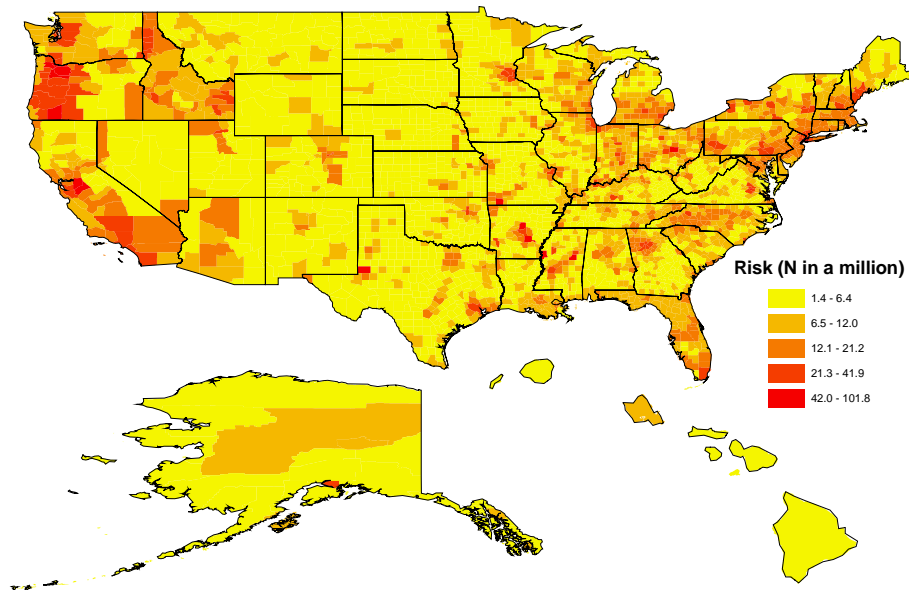 Risk (N in a million)
1.4 - 6.4
6.5 - 12.0
12.1 - 21.2
21.3 - 41.9
42.0 - 101.8